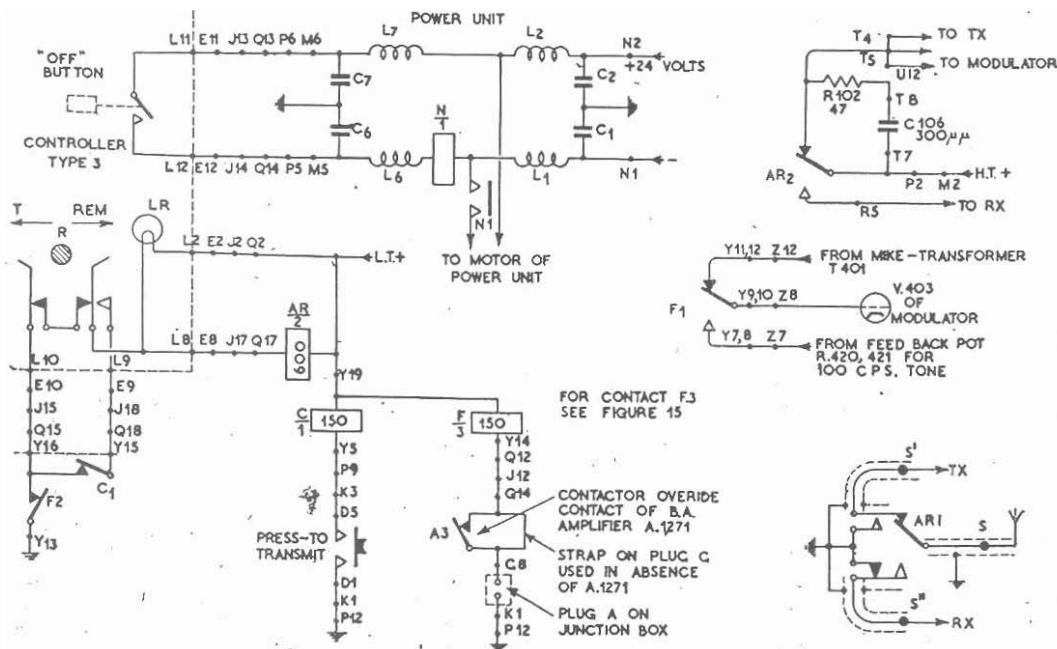 POWER UNIT
L11 E11 J13 Q13 P6 M6
L7
L2
N2
+24 VOLTS
"OFF"
BUTTON
CONTROLLER
TYPE 3
C7
C2
C6
C1
N
1
L12 E12 J14 Q14 P5 M5
L6
L1
N1
-
N1
TO MOTOR OF
POWER UNIT
T4
TO TX
T5
TO MODULATOR
U12
R102
47
T8
C106
300µµ
T7
AR2
P2 M2
H.T.+
R5
TO RX
T
R
REM
LR
L2 E2 J2 Q2
L.T.+
AR
2
600
L8 E8 J17 Q17
Y19
L10
L9
E10
E9
J15
J18
Q15
Q18
Y16
Y15
C1
F2
Y13
C
1
150
Y5
P9
K3
D5
PRESS-TO
TRANSMIT
D1
K1
P12
F
3
150
Y14
Q12
J12
Q14
A3
C8
K1
P12
FOR CONTACT F.3
SEE FIGURE 15
CONTACTOR OVERIDE
CONTACT OF B.A.
AMPLIFIER A.1271
STRAP ON PLUG C
USED IN ABSENCE
OF A.1271
PLUG A ON
JUNCTION BOX
Y11,12 Z12
FROM MIKE-TRANSFORMER
T401
F1
Y9,10 Z8
V.403
OF
MODULATOR
Y7,8 Z7
FROM FEED BACK POT
R.420, 421 FOR
100 C P.S. TONE
S'
TX
AR1
S
S"
RX